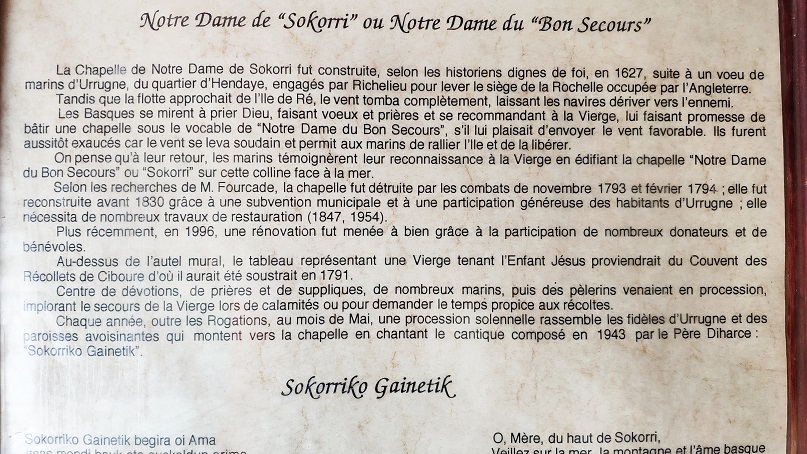 Notre Dame de “Sokorri” ou Notre Dame du “Bon Secours”
La Chapelle de Notre Dame de Sokorri fut construite, selon les historiens dignes de foi, en 1627, suite à un voeu de
marins d'Urrugne, du quartier d'Hendaye, engagés par Richelieu pour lever le siège de la Rochelle occupée par l'Angleterre.
Tandis que la flotte approchait de l'Ile de Ré, le vent tomba complètement, laissant les navires dériver vers l'ennemi.
Les Basques se mirent à prier Dieu, faisant voeux et prières et se recommandant à la Vierge, lui faisant promesse de
bâtir une chapelle sous le vocable de “Notre Dame du Bon Secours”, s'il lui plaisait d'envoyer le vent favorable. Ils furent
aussitôt exaucés car le vent se leva soudain et permit aux marins de rallier l'Ile et de la libérer.
On pense qu'à leur retour, les marins témoignèrent leur reconnaissance à la Vierge en édifiant la chapelle “Notre Dame
du Bon Secours” ou “Sokorri” sur cette colline face à la mer.
Selon les recherches de M. Fourcade, la chapelle fut détruite par les combats de novembre 1793 et février 1794 ; elle fut
reconstruite avant 1830 grâce à une subvention municipale et à une participation généreuse des habitants d'Urrugne ; elle
nécessita de nombreux travaux de restauration (1847, 1954).
Plus récemment, en 1996, une rénovation fut menée à bien grâce à la participation de nombreux donateurs et de
bénévoles.
Au-dessus de l'autel mural, le tableau représentant une Vierge tenant l'Enfant Jésus proviendrait du Couvent des
Récollets de Ciboure d'où il aurait été soustrait en 1791.
Centre de dévotions, de prières et de suppliques, de nombreux marins, puis des pèlerins venaient en procession,
implorant le secours de la Vierge lors de calamités ou pour demander le temps propice aux récoltes.
Chaque année, outre les Rogations, au mois de Mai, une procession solennelle rassemble les fidèles d'Urrugne et des
paroisses avoisinantes qui montent vers la chapelle en chantant le cantique composé en 1943 par le Père Diharce :
“Sokorriko Gainetik”.
Sokorriko Gainetik
Sokorriko Gainetik begira oi Ama
O, Mère, du haut de Sokorri,
Veillez sur la mer, la montagne et l'âme basque